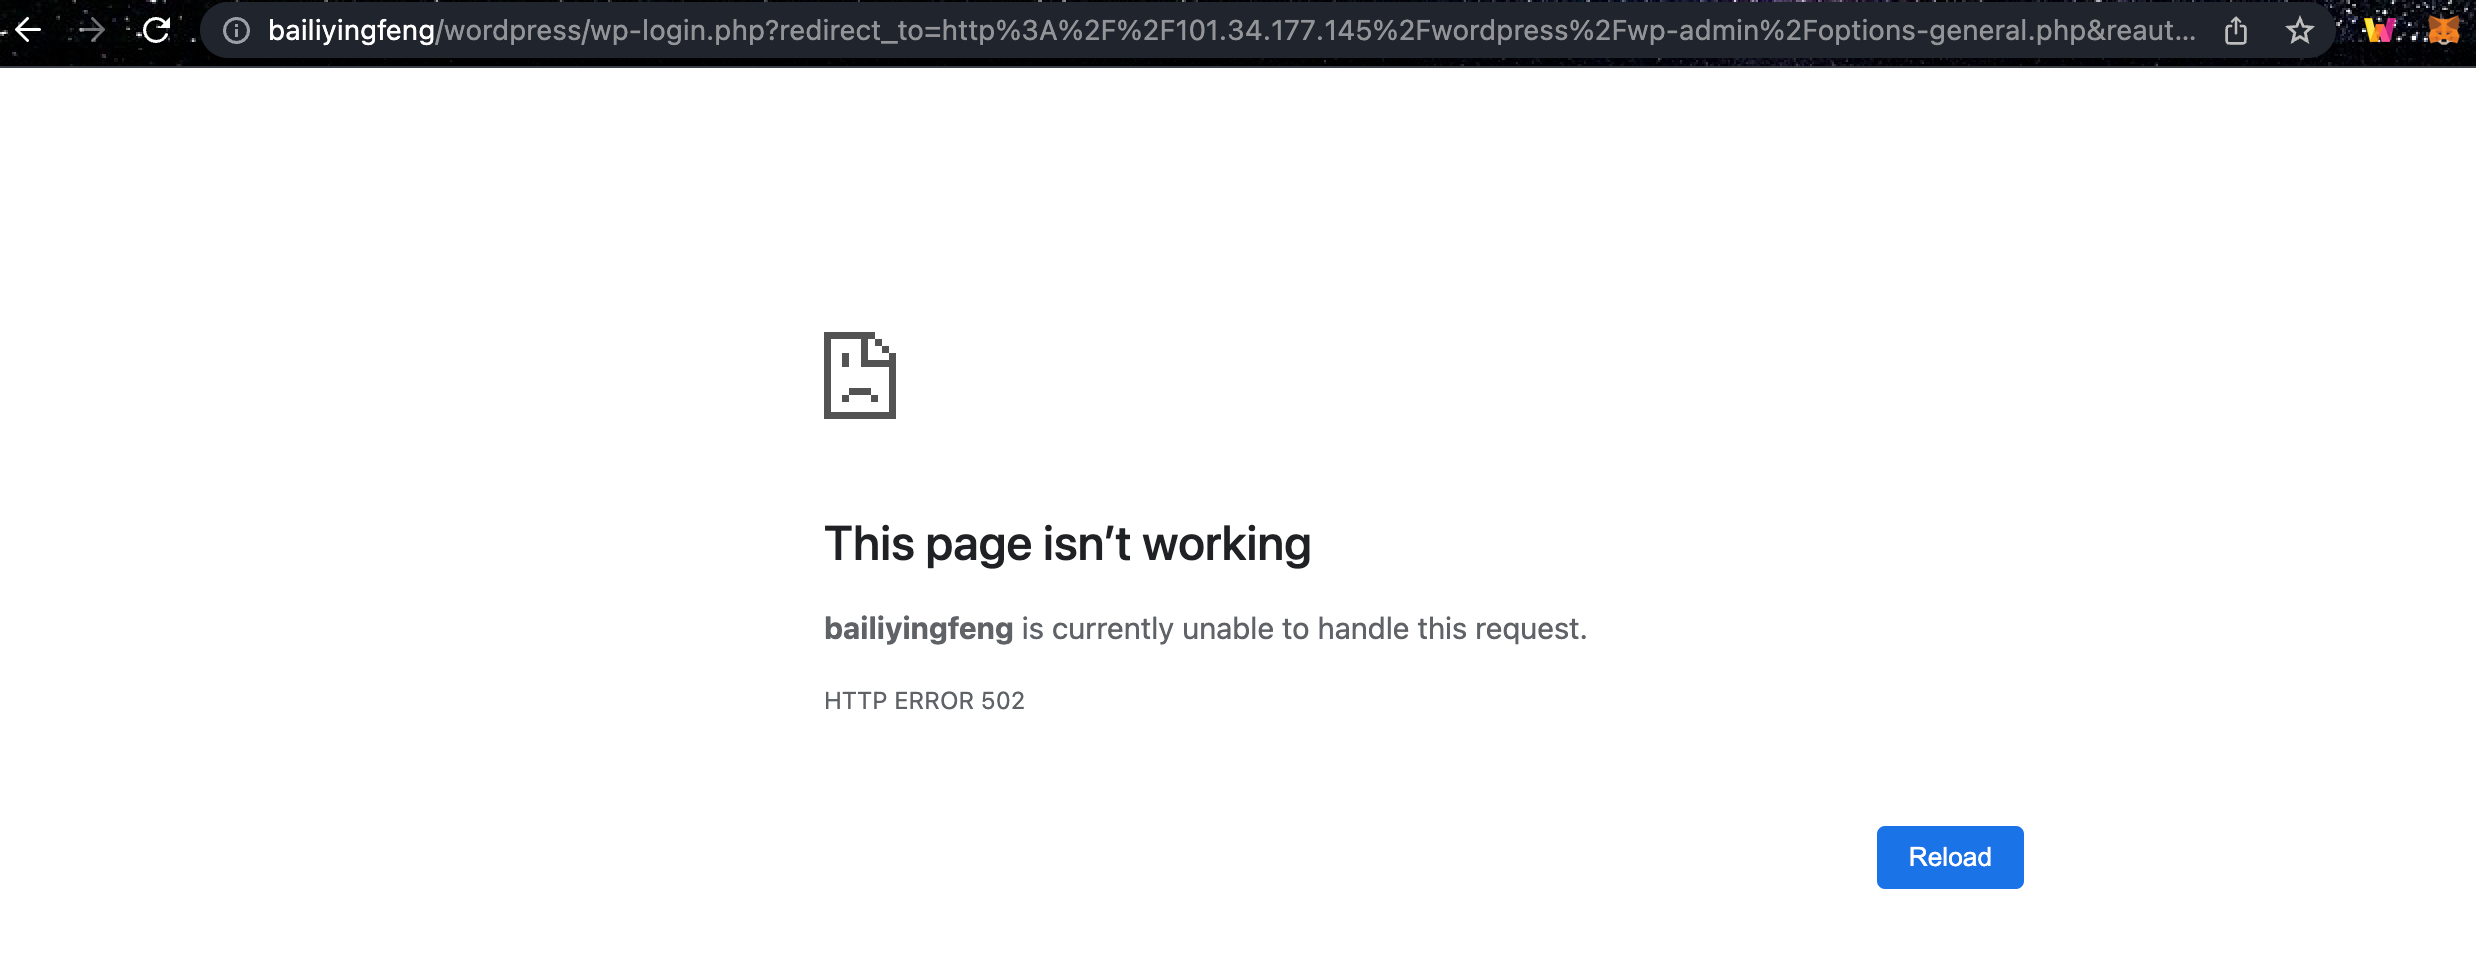 bailiyingfeng/wordpress/wp-login.php?redirect_to=http%3A%2F%2F101.34.177.145%2Fwordpress%2Fwp-admin%2Foptions-general.php&reaut...
This page isn’t working
bailiyingfeng is currently unable to handle this request.
HTTP ERROR 502
Reload